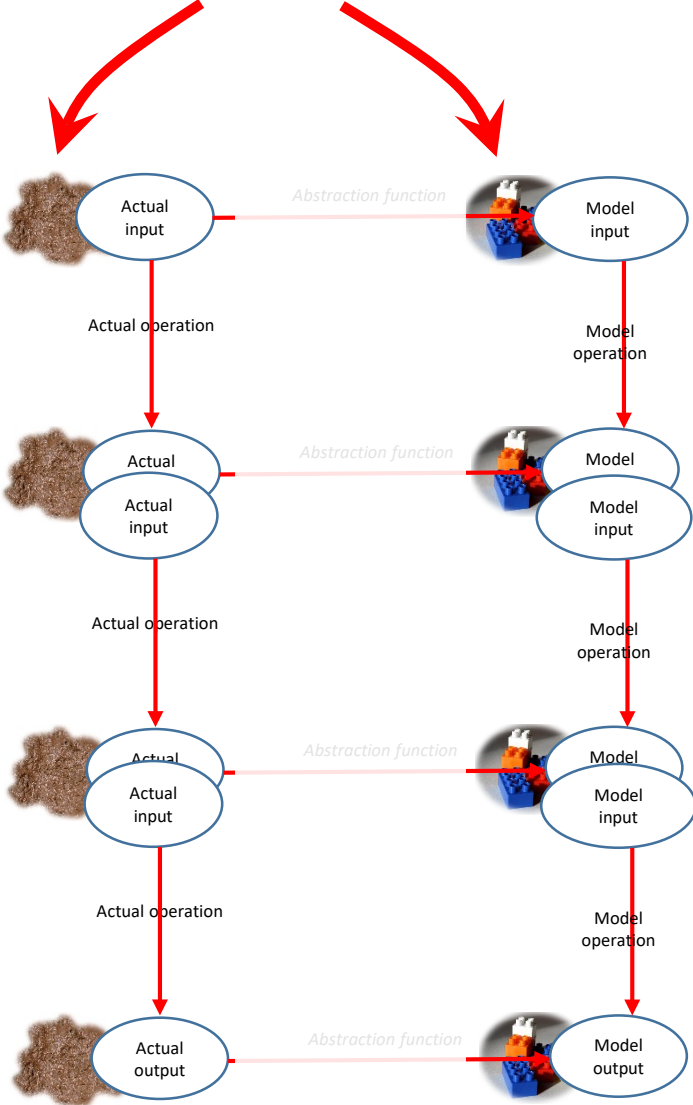 Abstraction function
Actual
input
Model
input
Actual operation
Model
operation
Abstraction function
Actual
Model
Actual
input
Model
input
Actual operation
Model
operation
Abstraction function
Actual
Model
Actual
input
Model
input
Actual operation
Model
operation
Abstraction function
Actual
output
Model
output